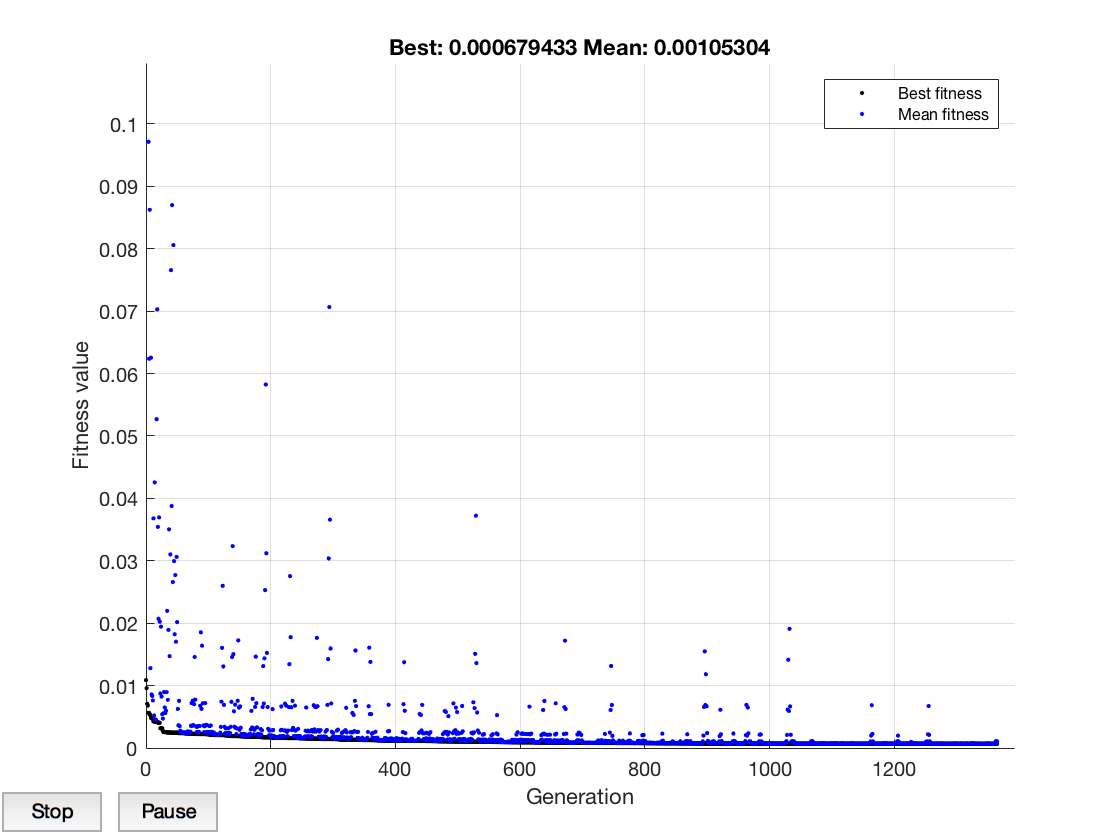 Best: 0.000679433 Mean: 0.00105304
Best fitness
Mean fitness
Fitness value
0.1
0.09
0.08
0.07
0.06
0.05
0.04
0.03
0.02
0.01
0
0 200 400 600 800 1000 1200
Generation
Stop Pause